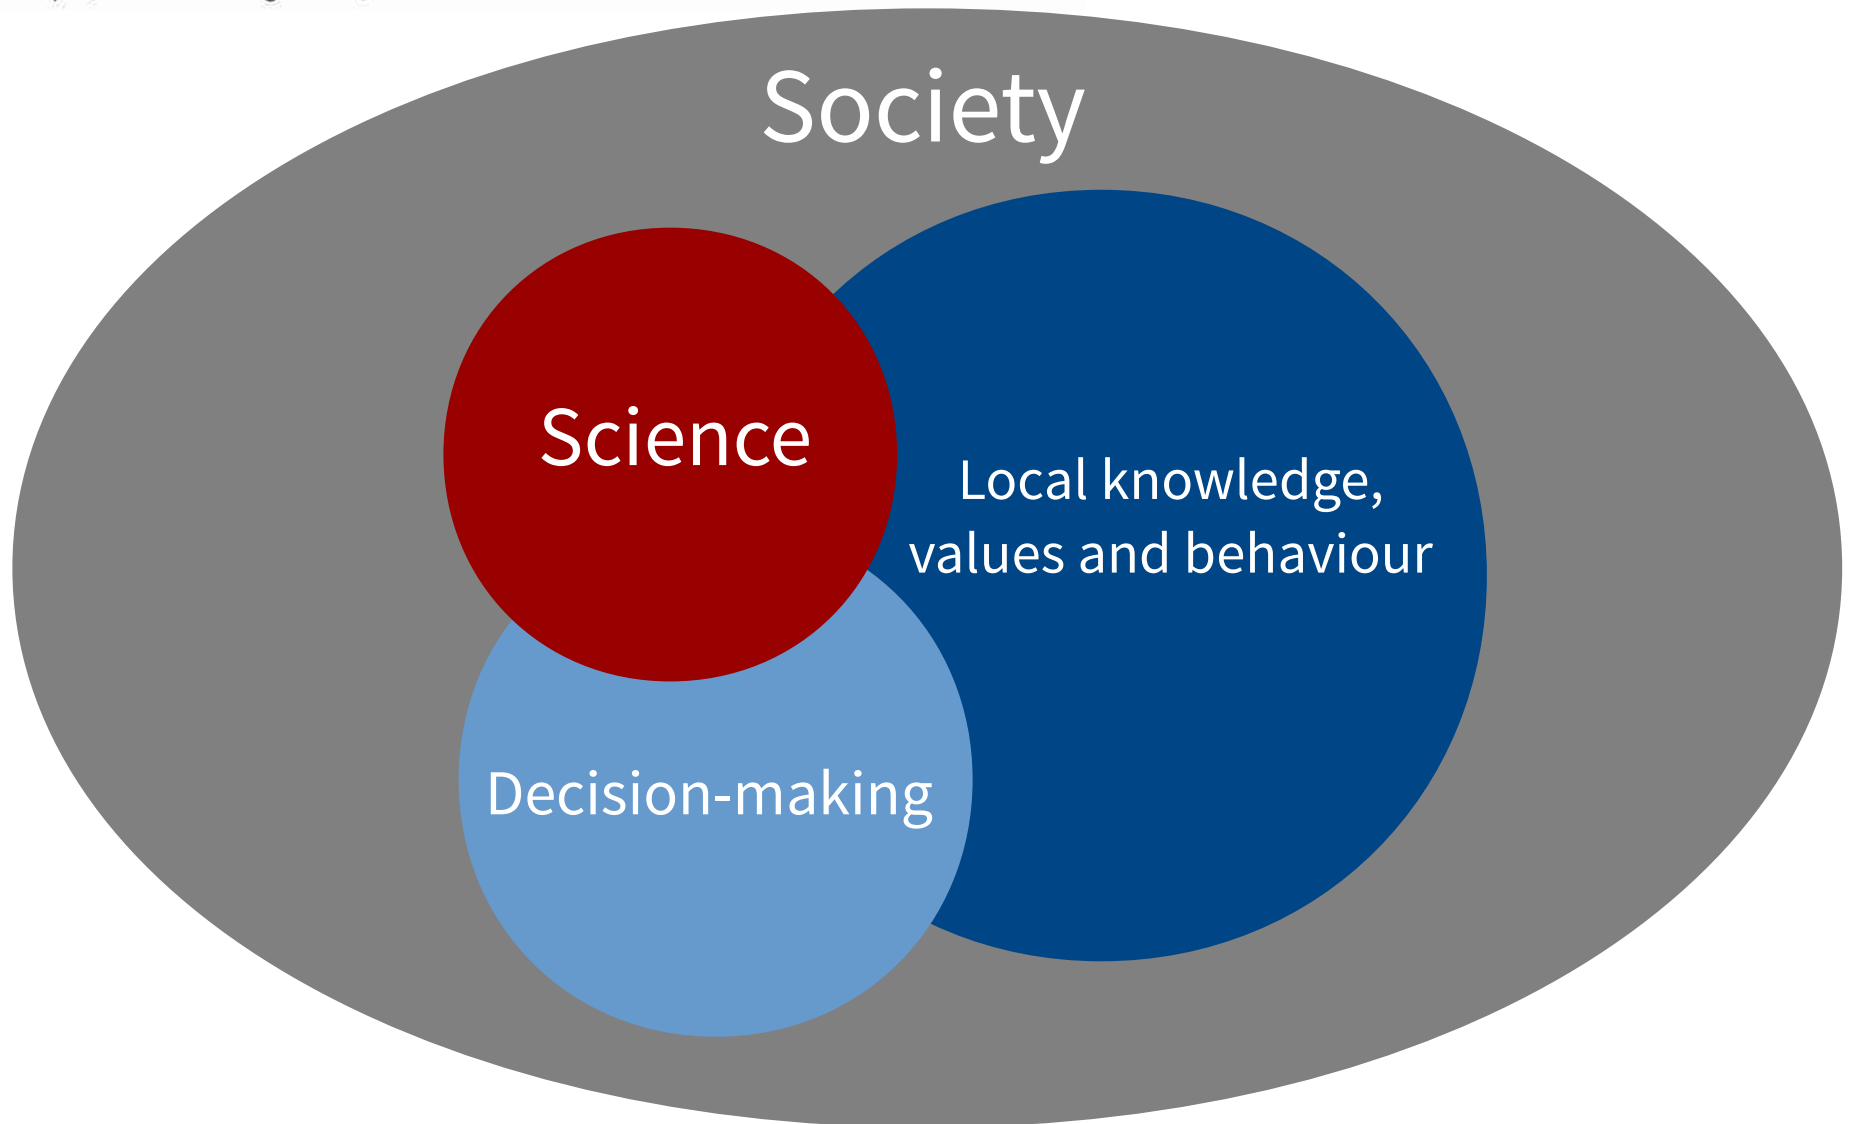 Society
Science
Local knowledge,
values and behaviour
Decision-making